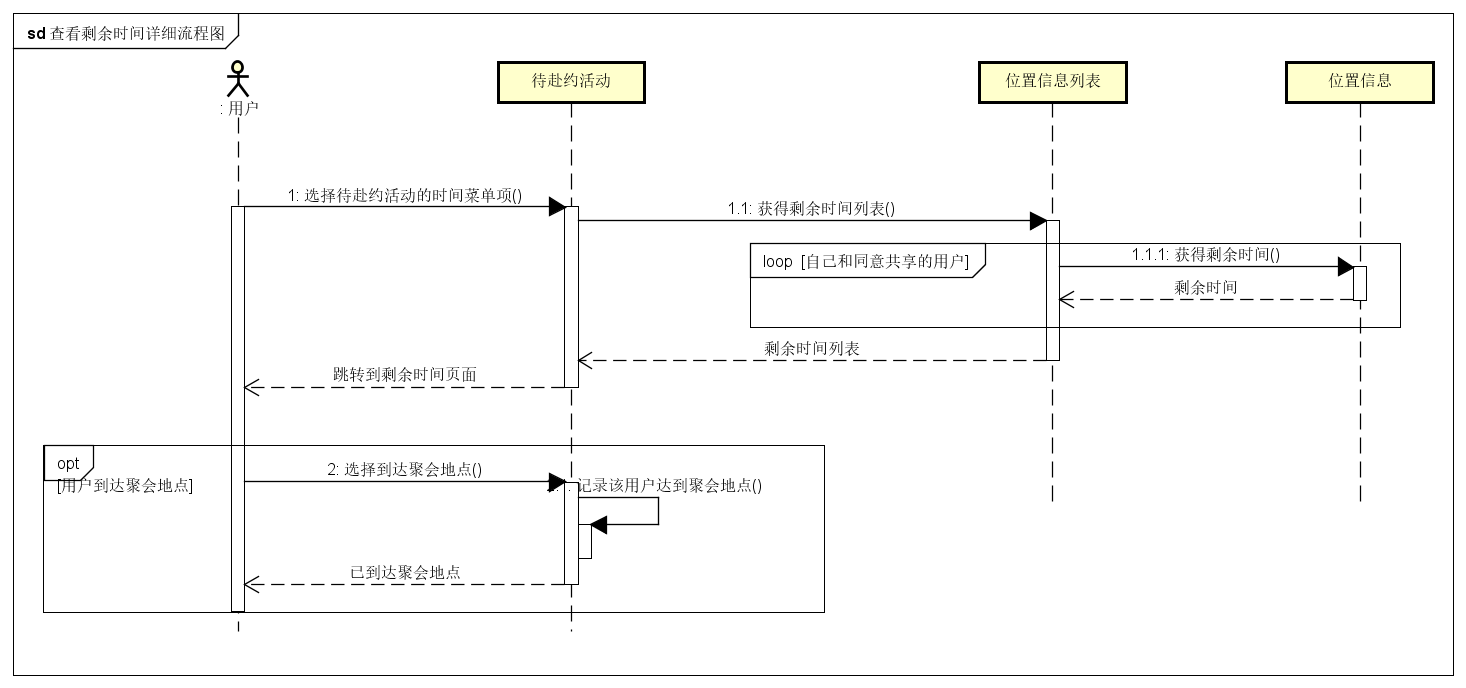 sd 查看剩余时间详细流程图
: 用户
待赴约活动
位置信息列表
位置信息
1: 选择待赴约活动的时间菜单项()
1.1: 获得剩余时间列表()
loop [自己和同意共享的用户]
1.1.1: 获得剩余时间()
剩余时间
剩余时间列表
跳转到剩余时间页面
opt
[用户到达聚会地点]
2: 选择到达聚会地点()
记录该用户达到聚会地点()
已到达聚会地点